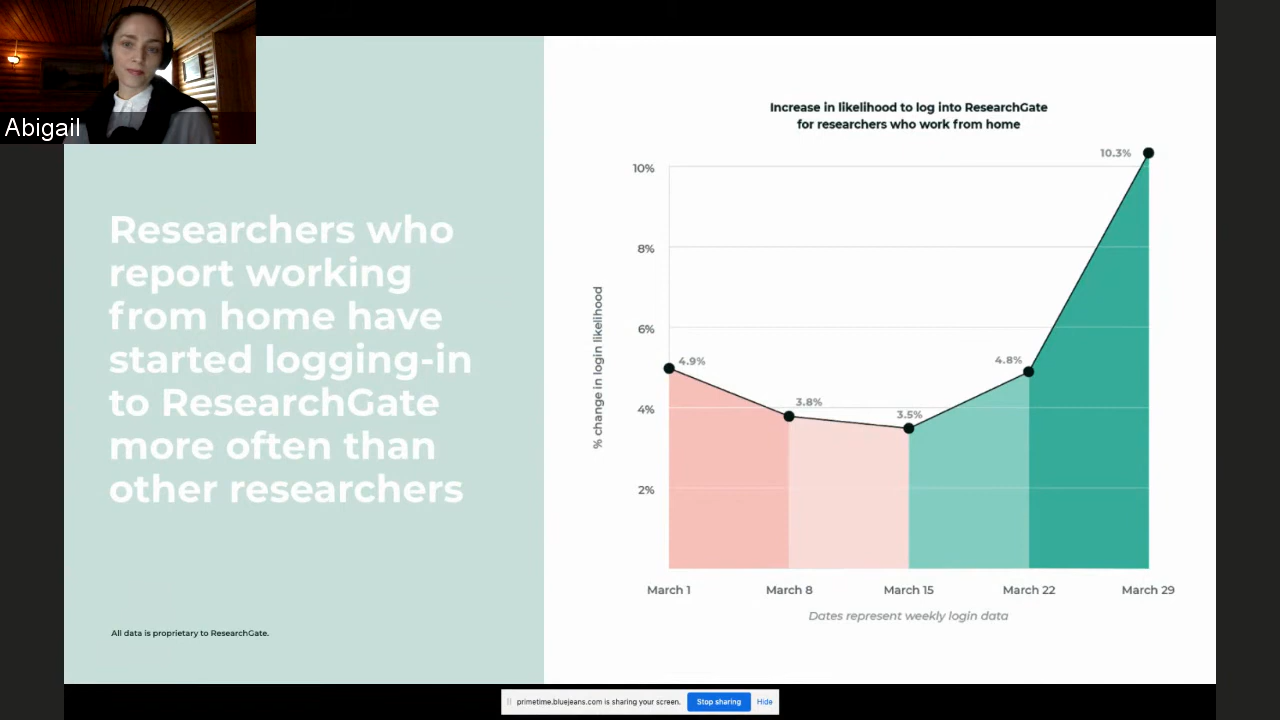 Abigail
Researchers who
report working
from home have
started logging-in
to ResearchGate
more often than
other researchers
All data is proprietary to ResearchGate.
Increase in likelihood to log into ResearchGate
for researchers who work from home
% change in login likelihood
10%
8%
6%
4%
2%
4.9%
3.8%
3.5%
4.8%
10.3%
March 1
March 8
March 15
March 22
March 29
Dates represent weekly login data
primetime.bluejeans.com is sharing your screen.
Stop sharing
Hide